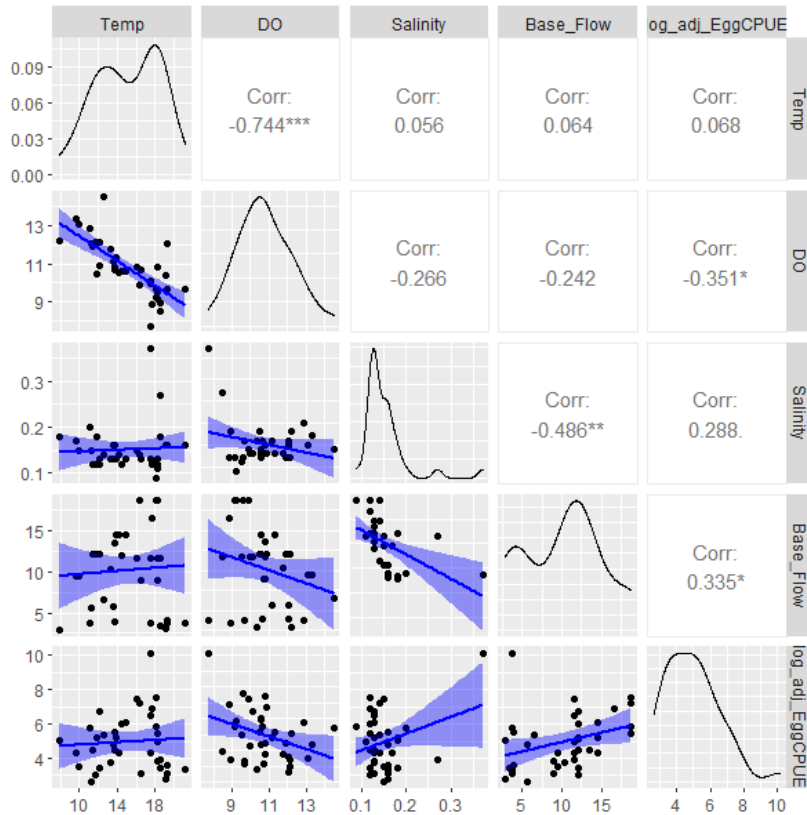 Temp DO Salinity Base_Flow og_adj_EggCPUE
0.09
0.06
0.03
0.00
Corr:
-0.744***
Corr:
0.056
Corr:
0.064
Corr:
0.068
Temp
13
11
9
Corr:
-0.266
Corr:
-0.242
Corr:
-0.351*
DO
0.3
0.2
0.1
Corr:
-0.486**
Corr:
0.288.
Salinity
15
10
5
Corr:
0.335*
Base_Flow
10
8
6
4
log_adj_EggCPUE
10 14 18 9 11 13 0.1 0.2 0.3 5 10 15 4 6 8 10